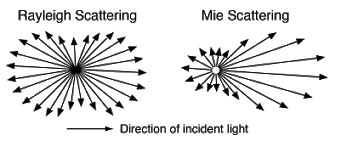 Rayleigh Scattering
Mie Scattering
Direction of incident light